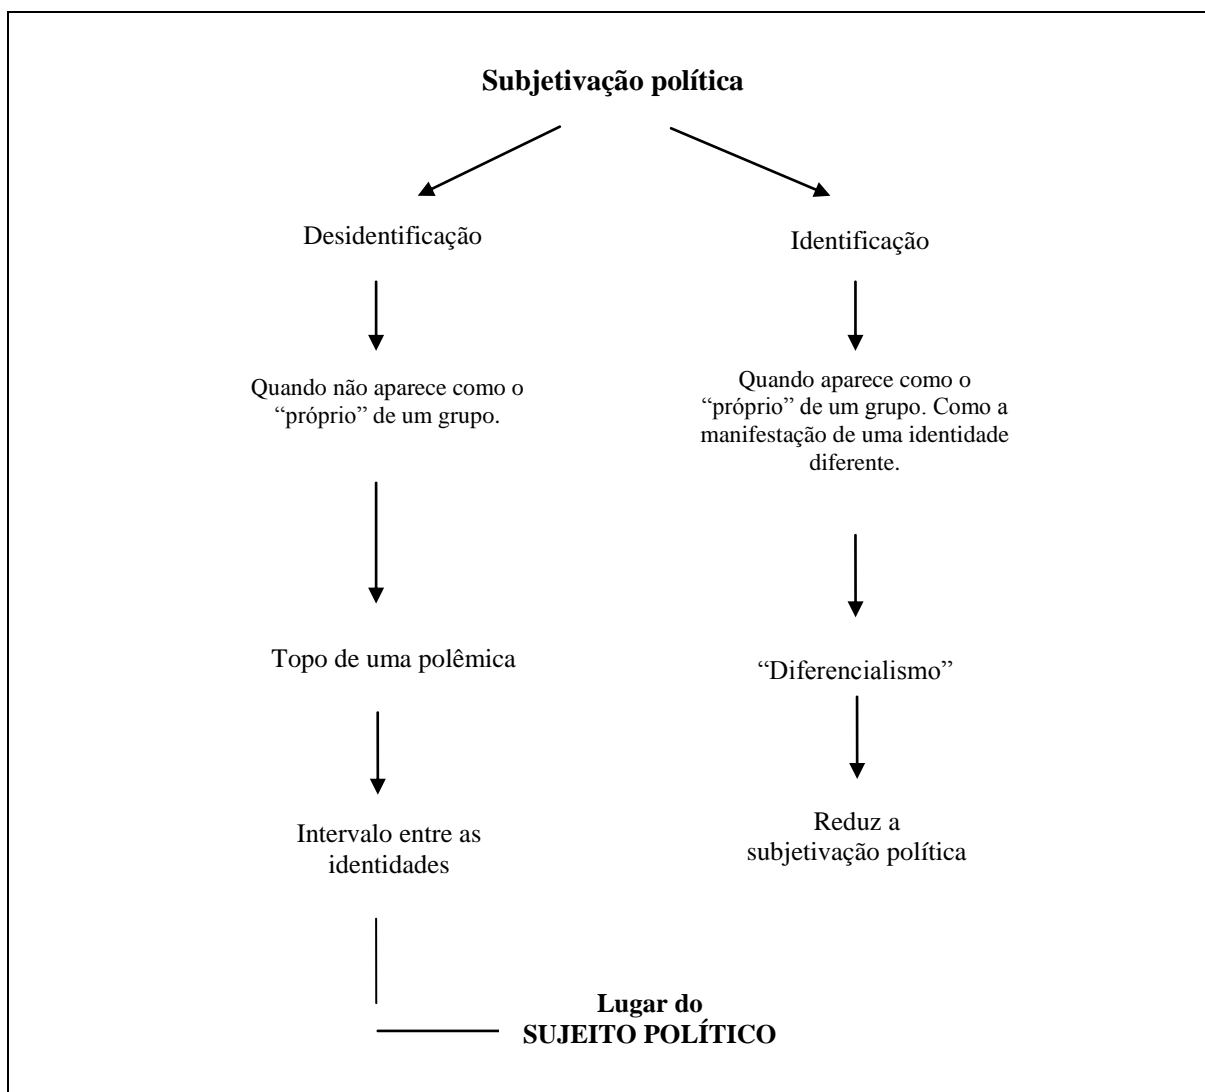 Subjetivação política
Desidentificação
Identificação
Quando não aparece como o
“próprio” de um grupo.
Quando aparece como o
“próprio” de um grupo. Como a
manifestação de uma identidade
diferente.
Topo de uma polêmica
“Diferencialismo”
Intervalo entre as
identidades
Reduz a
subjetivação política
Lugar do
SUJEITO POLÍTICO